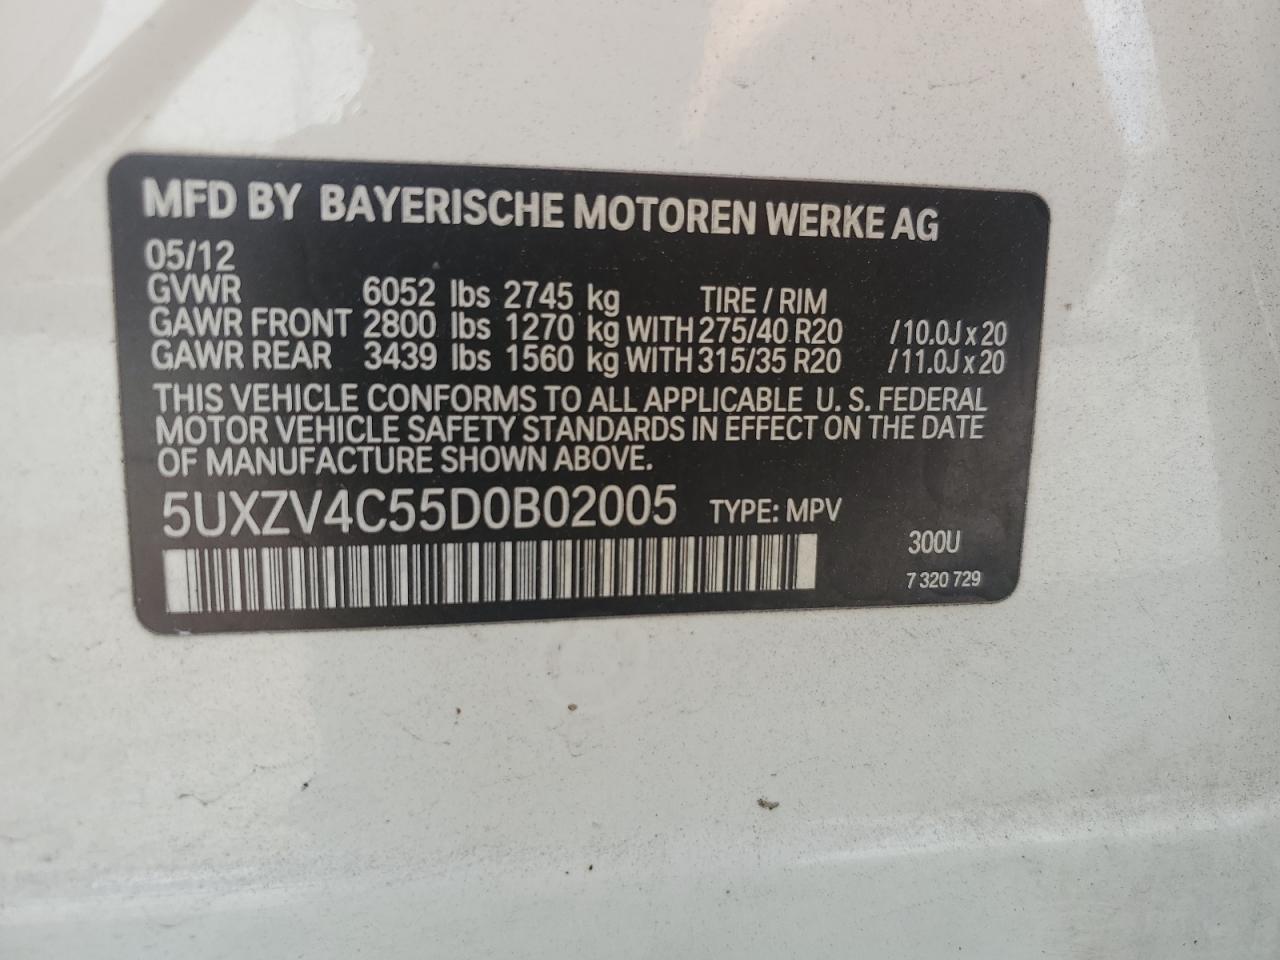 MFD BY BAYERISCHE MOTOREN WERKE AG
05/12
GVWR 6052 lbs 2745 kg TIRE / RIM
GAWR FRONT 2800 lbs 1270 kg WITH 275/40 R20 /10.0J x 20
GAWR REAR 3439 lbs 1560 kg WITH 315/35 R20 /11.0J x 20
THIS VEHICLE CONFORMS TO ALL APPLICABLE U. S. FEDERAL
MOTOR VEHICLE SAFETY STANDARDS IN EFFECT ON THE DATE
OF MANUFACTURE SHOWN ABOVE.
5UXZV4C55D0B02005 TYPE: MPV
300U
7 320 729